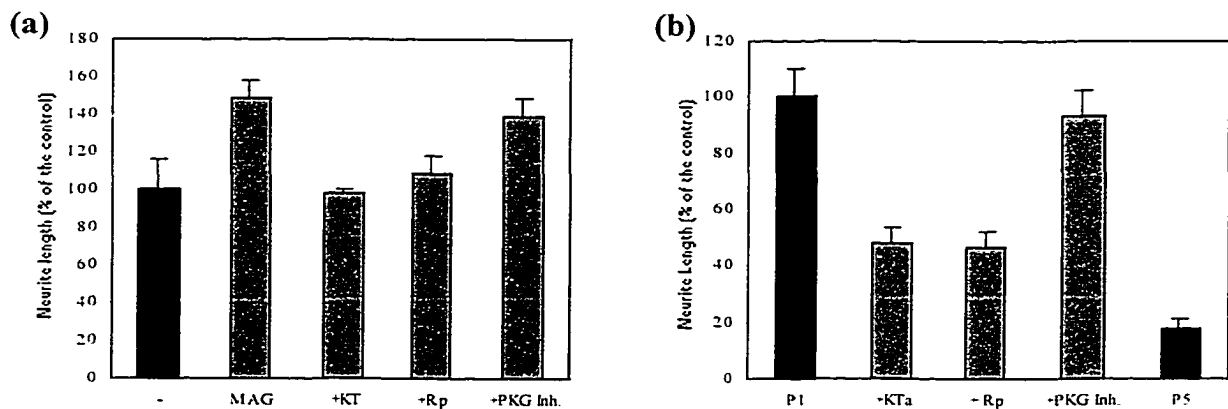 (a)
Neurite length (% of the control)
180
160
140
120
100
80
60
40
20
0
-
MAG
+KT
+Rp
+PKG Inh.
(b)
Neurite Length (% of the control)
120
100
80
60
40
20
0
P1
+KTa
+Rp
+PKG Inh.
P5